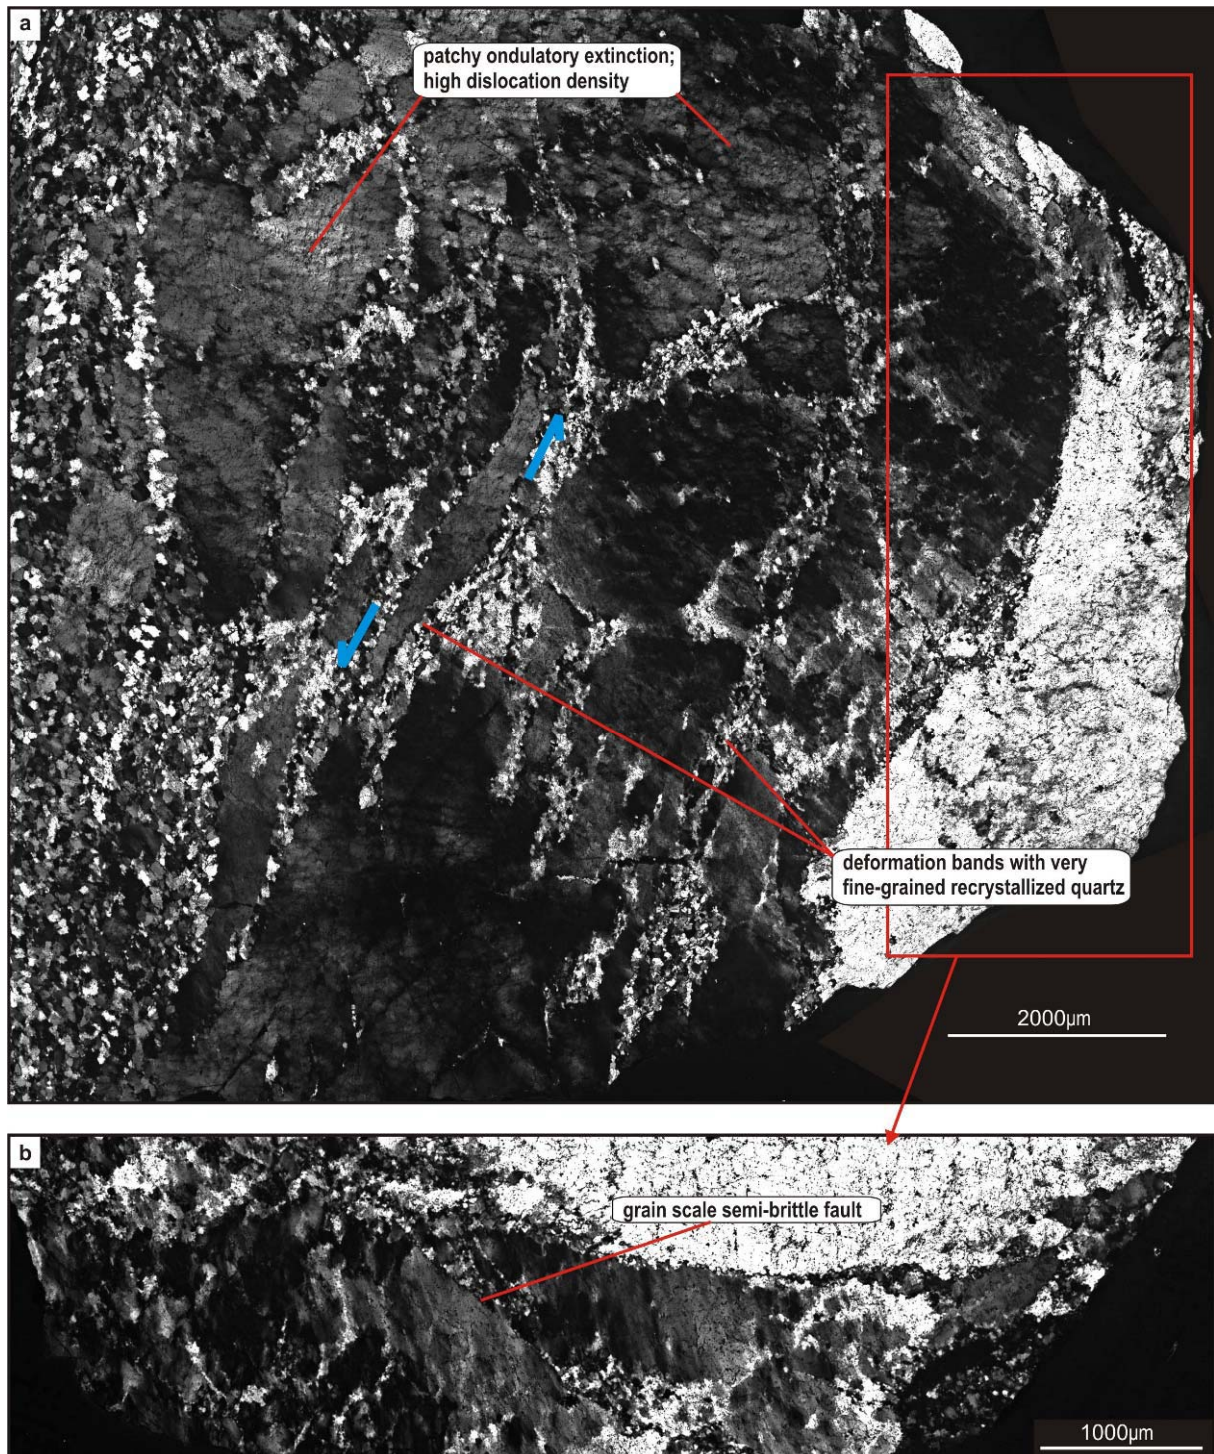 a
patchy ondulatory extinction;
high dislocation density
deformation bands with very
fine-grained recrystallized quartz
2000µm
b
grain scale semi-brittle fault
1000µm